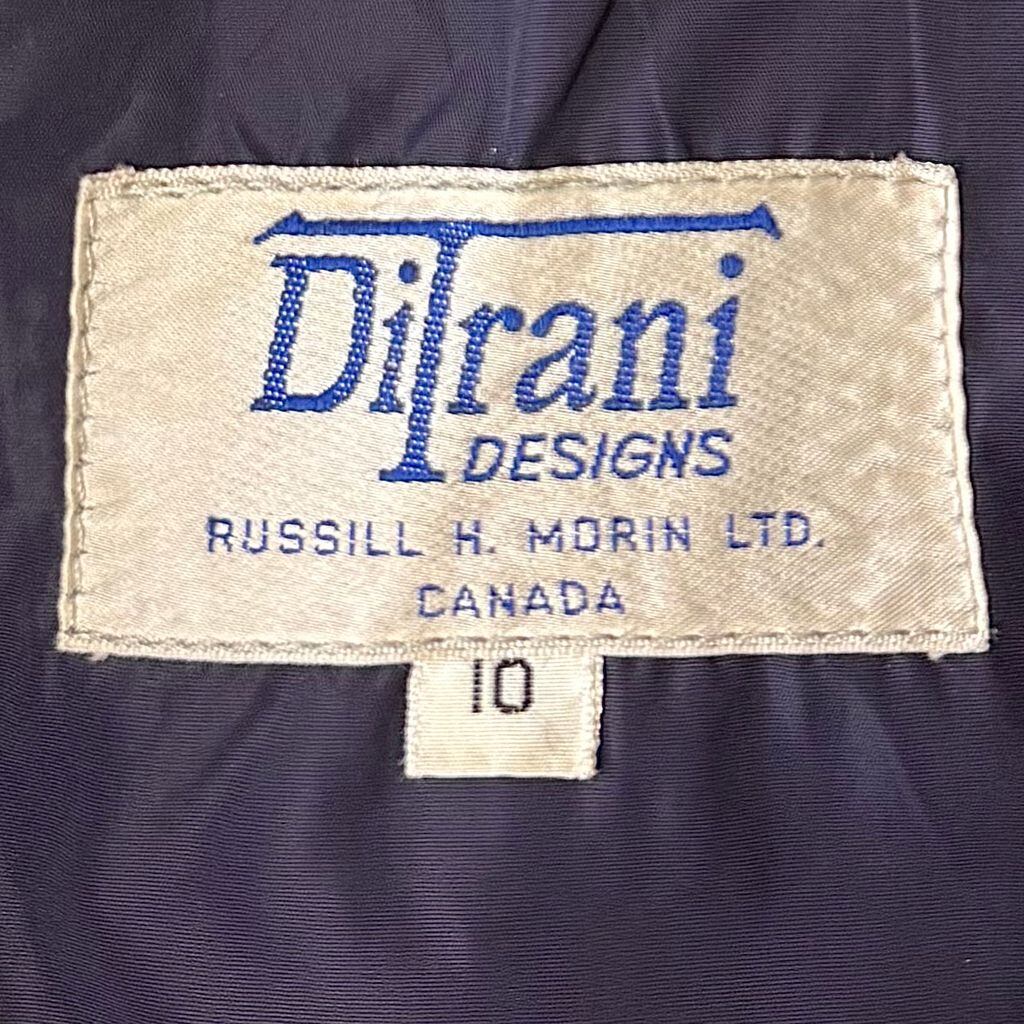 DiTrani
DESIGNS
RUSSILL H. MORIN LTD.
CANADA
10